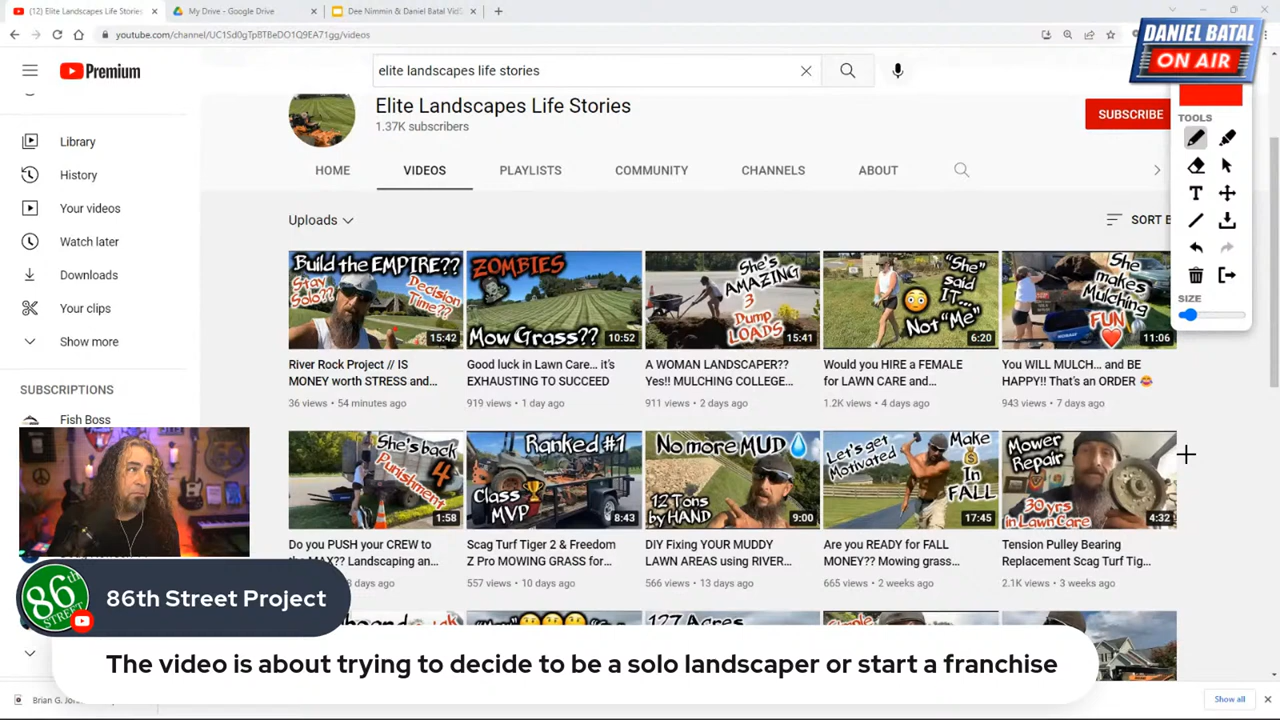 (12) Elite Landscapes Life Stories
My Drive - Google Drive
youtube.com/channel/UC1Sd0gTpBTBeDO1Q9EA71gg/videos
DANIEL BATAL
ON AIR
Premium
elite landscapes life stories
Elite Landscapes Life Stories
1.37K subscribers
SUBSCRIBE
HOME
VIDEOS
PLAYLISTS
COMMUNITY
CHANNELS
ABOUT
TOOLS
SIZE
T
Library
History
Your videos
Watch later
Downloads
Your clips
Show more
SUBSCRIPTIONS
Fish Boss
Uploads
SORT B
Build the EMPIRE??
Stay Solo??
Decision Time??
15:42
River Rock Project // IS
MONEY worth STRESS and...
36 views • 54 minutes ago
ZOMBIES
Mow Grass??
10:52
Good luck in Lawn Care... it's
EXHAUSTING TO SUCCEED
919 views • 1 day ago
She's
AMAZING
3
Dump
LOADS
15:41
A WOMAN LANDSCAPER??
Yes!! MULCHING COLLEGE...
911 views • 2 days ago
"She"
said
IT...
Not "Me"
6:20
Would you HIRE a FEMALE
for LAWN CARE and...
1.2K views • 4 days ago
She
makes
Mulching
FUN
11:06
You WILL MULCH... and BE
HAPPY!! That's an ORDER 😂
943 views • 7 days ago
She's back
4
Punishment
1:58
Do you PUSH your CREW to
Landscaping an...
days ago
Ranked #1
Class
MVP
8:43
Scag Turf Tiger 2 & Freedom
Z Pro MOWING GRASS for...
557 views • 10 days ago
No more MUD
12 Tons
by HAND
9:00
DIY Fixing YOUR MUDDY
LAWN AREAS using RIVER...
566 views • 13 days ago
Let's get
Motivated
Make
In
FALL
17:45
Are you READY for FALL
MONEY?? Mowing grass...
665 views • 2 weeks ago
Mower
Repair
30 yrs
in Lawn Care
4:32
Tension Pulley Bearing
Replacement Scag Turf Tig...
2.1K views • 3 weeks ago
127 Acres
86th
STREET
86th Street Project
The video is about trying to decide to be a solo landscaper or start a franchise
Show all